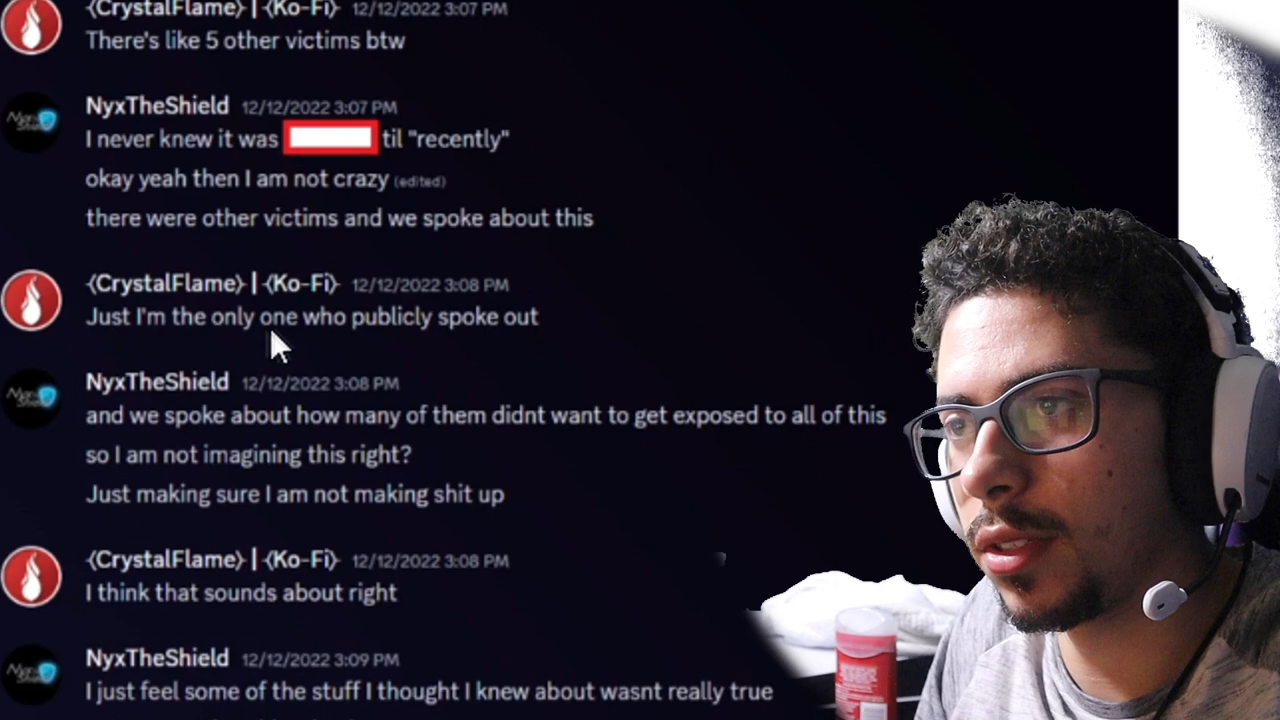 ⟨CrystalFlame⟩ | ⟨Ko-Fi⟩ 12/12/2022 3:07 PM
There's like 5 other victims btw
NyxTheShield 12/12/2022 3:07 PM
I never knew it was til "recently"
okay yeah then I am not crazy (edited)
there were other victims and we spoke about this
⟨CrystalFlame⟩ | ⟨Ko-Fi⟩ 12/12/2022 3:08 PM
Just I'm the only one who publicly spoke out
NyxTheShield 12/12/2022 3:08 PM
and we spoke about how many of them didnt want to get exposed to all of this
so I am not imagining this right?
Just making sure I am not making shit up
⟨CrystalFlame⟩ | ⟨Ko-Fi⟩ 12/12/2022 3:08 PM
I think that sounds about right
NyxTheShield 12/12/2022 3:09 PM
I just feel some of the stuff I thought I knew about wasnt really true